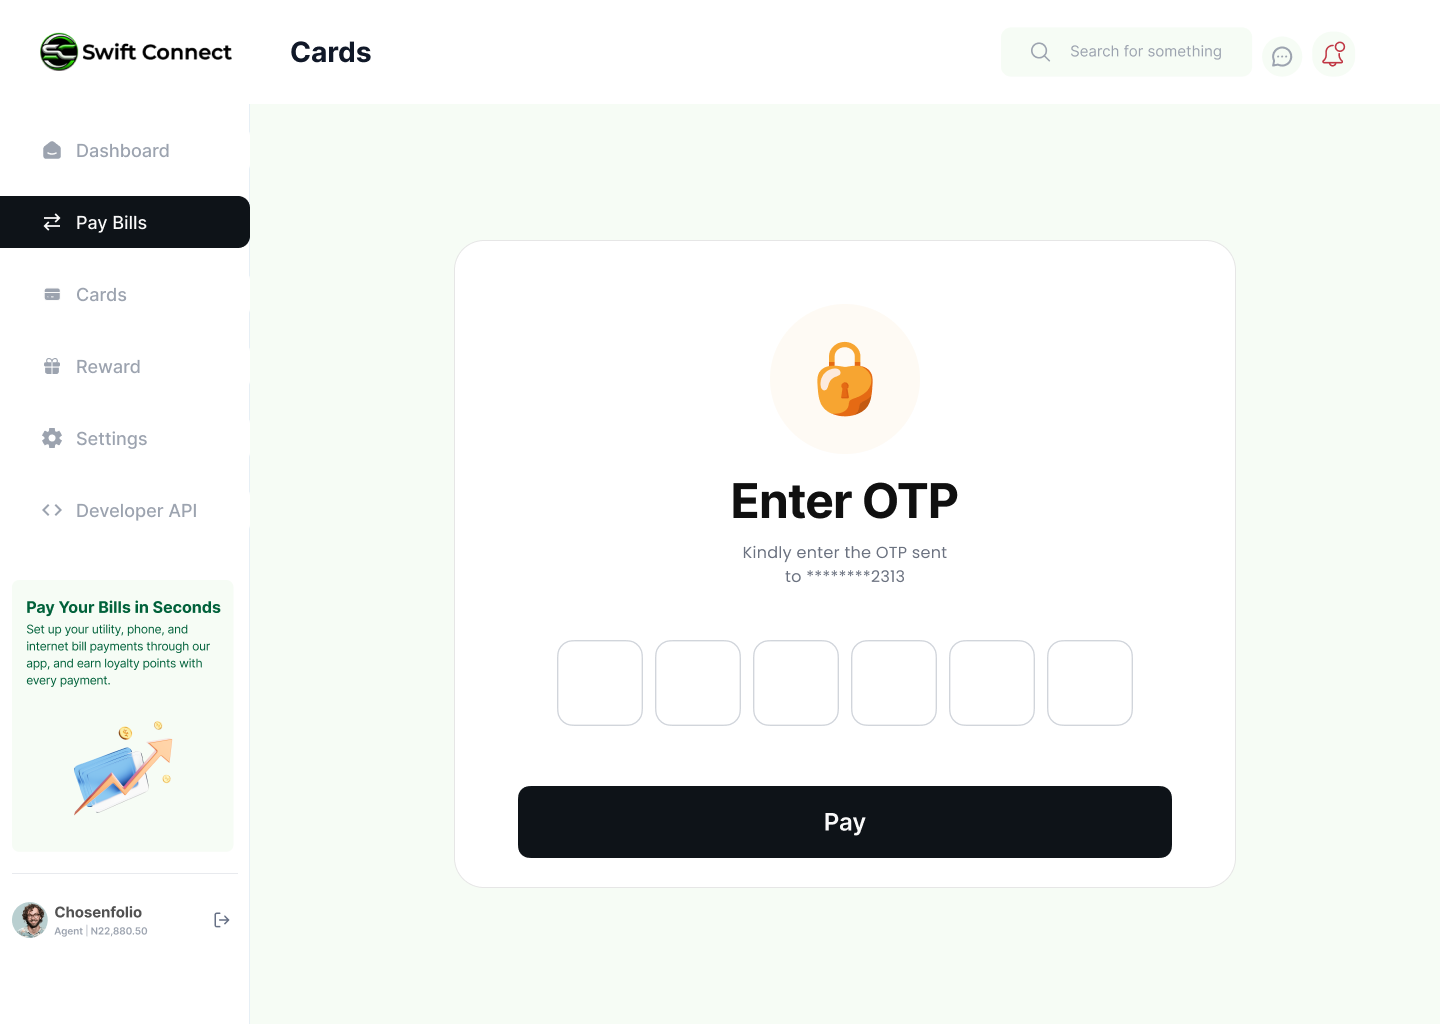 Swift Connect
Cards
Search for something
Dashboard
Pay Bills
Cards
Reward
Settings
Developer API
Pay Your Bills in Seconds
Set up your utility, phone, and
internet bill payments through our
app, and earn loyalty points with
every payment.
Chosenfolio
Agent | N22,880.50
Enter OTP
Kindly enter the OTP sent
to ********2313
Pay